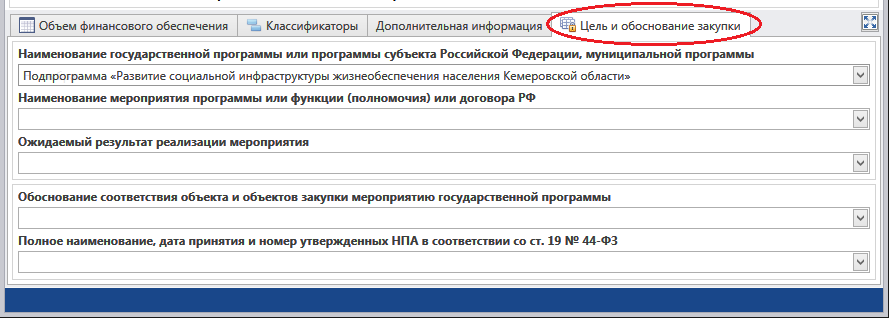 Объем финансового обеспечения Классификаторы Дополнительная информация Цель и обоснование закупки
Наименование государственной программы или программы субъекта Российской Федерации, муниципальной программы
Подпрограмма «Развитие социальной инфраструктуры жизнеобеспечения населения Кемеровской области»
Наименование мероприятия программы или функции (полномочия) или договора РФ
Ожидаемый результат реализации мероприятия
Обоснование соответствия объекта и объектов закупки мероприятию государственной программы
Полное наименование, дата принятия и номер утвержденных НПА в соответствии со ст. 19 № 44-ФЗ